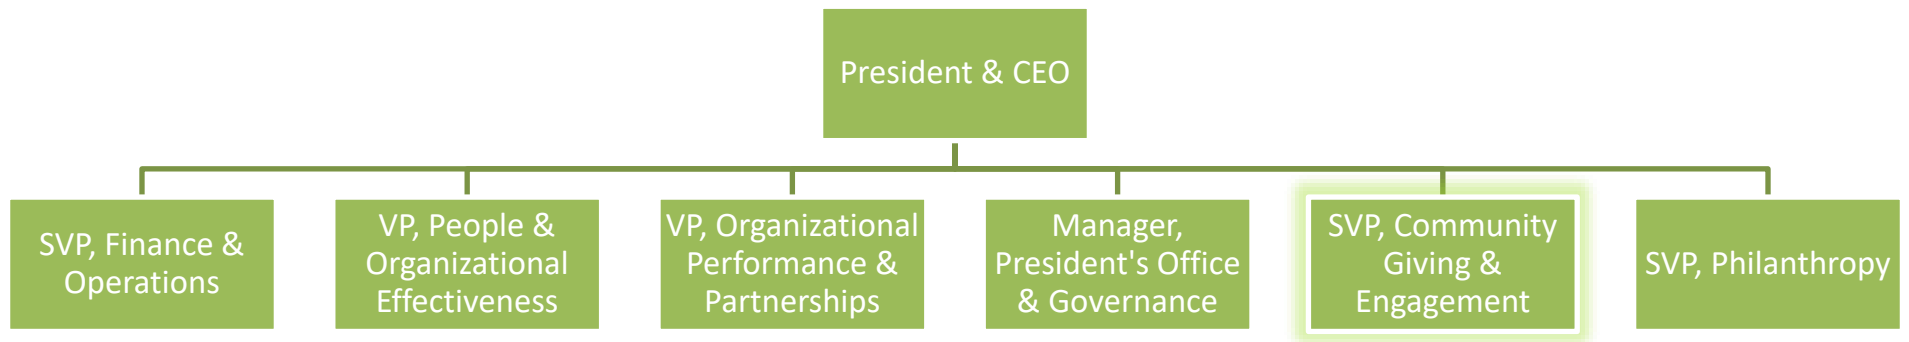 President & CEO
SVP, Finance &
Operations
VP, People &
Organizational
Effectiveness
VP, Organizational
Performance &
Partnerships
Manager,
President's Office
& Governance
SVP, Community
Giving &
Engagement
SVP, Philanthropy